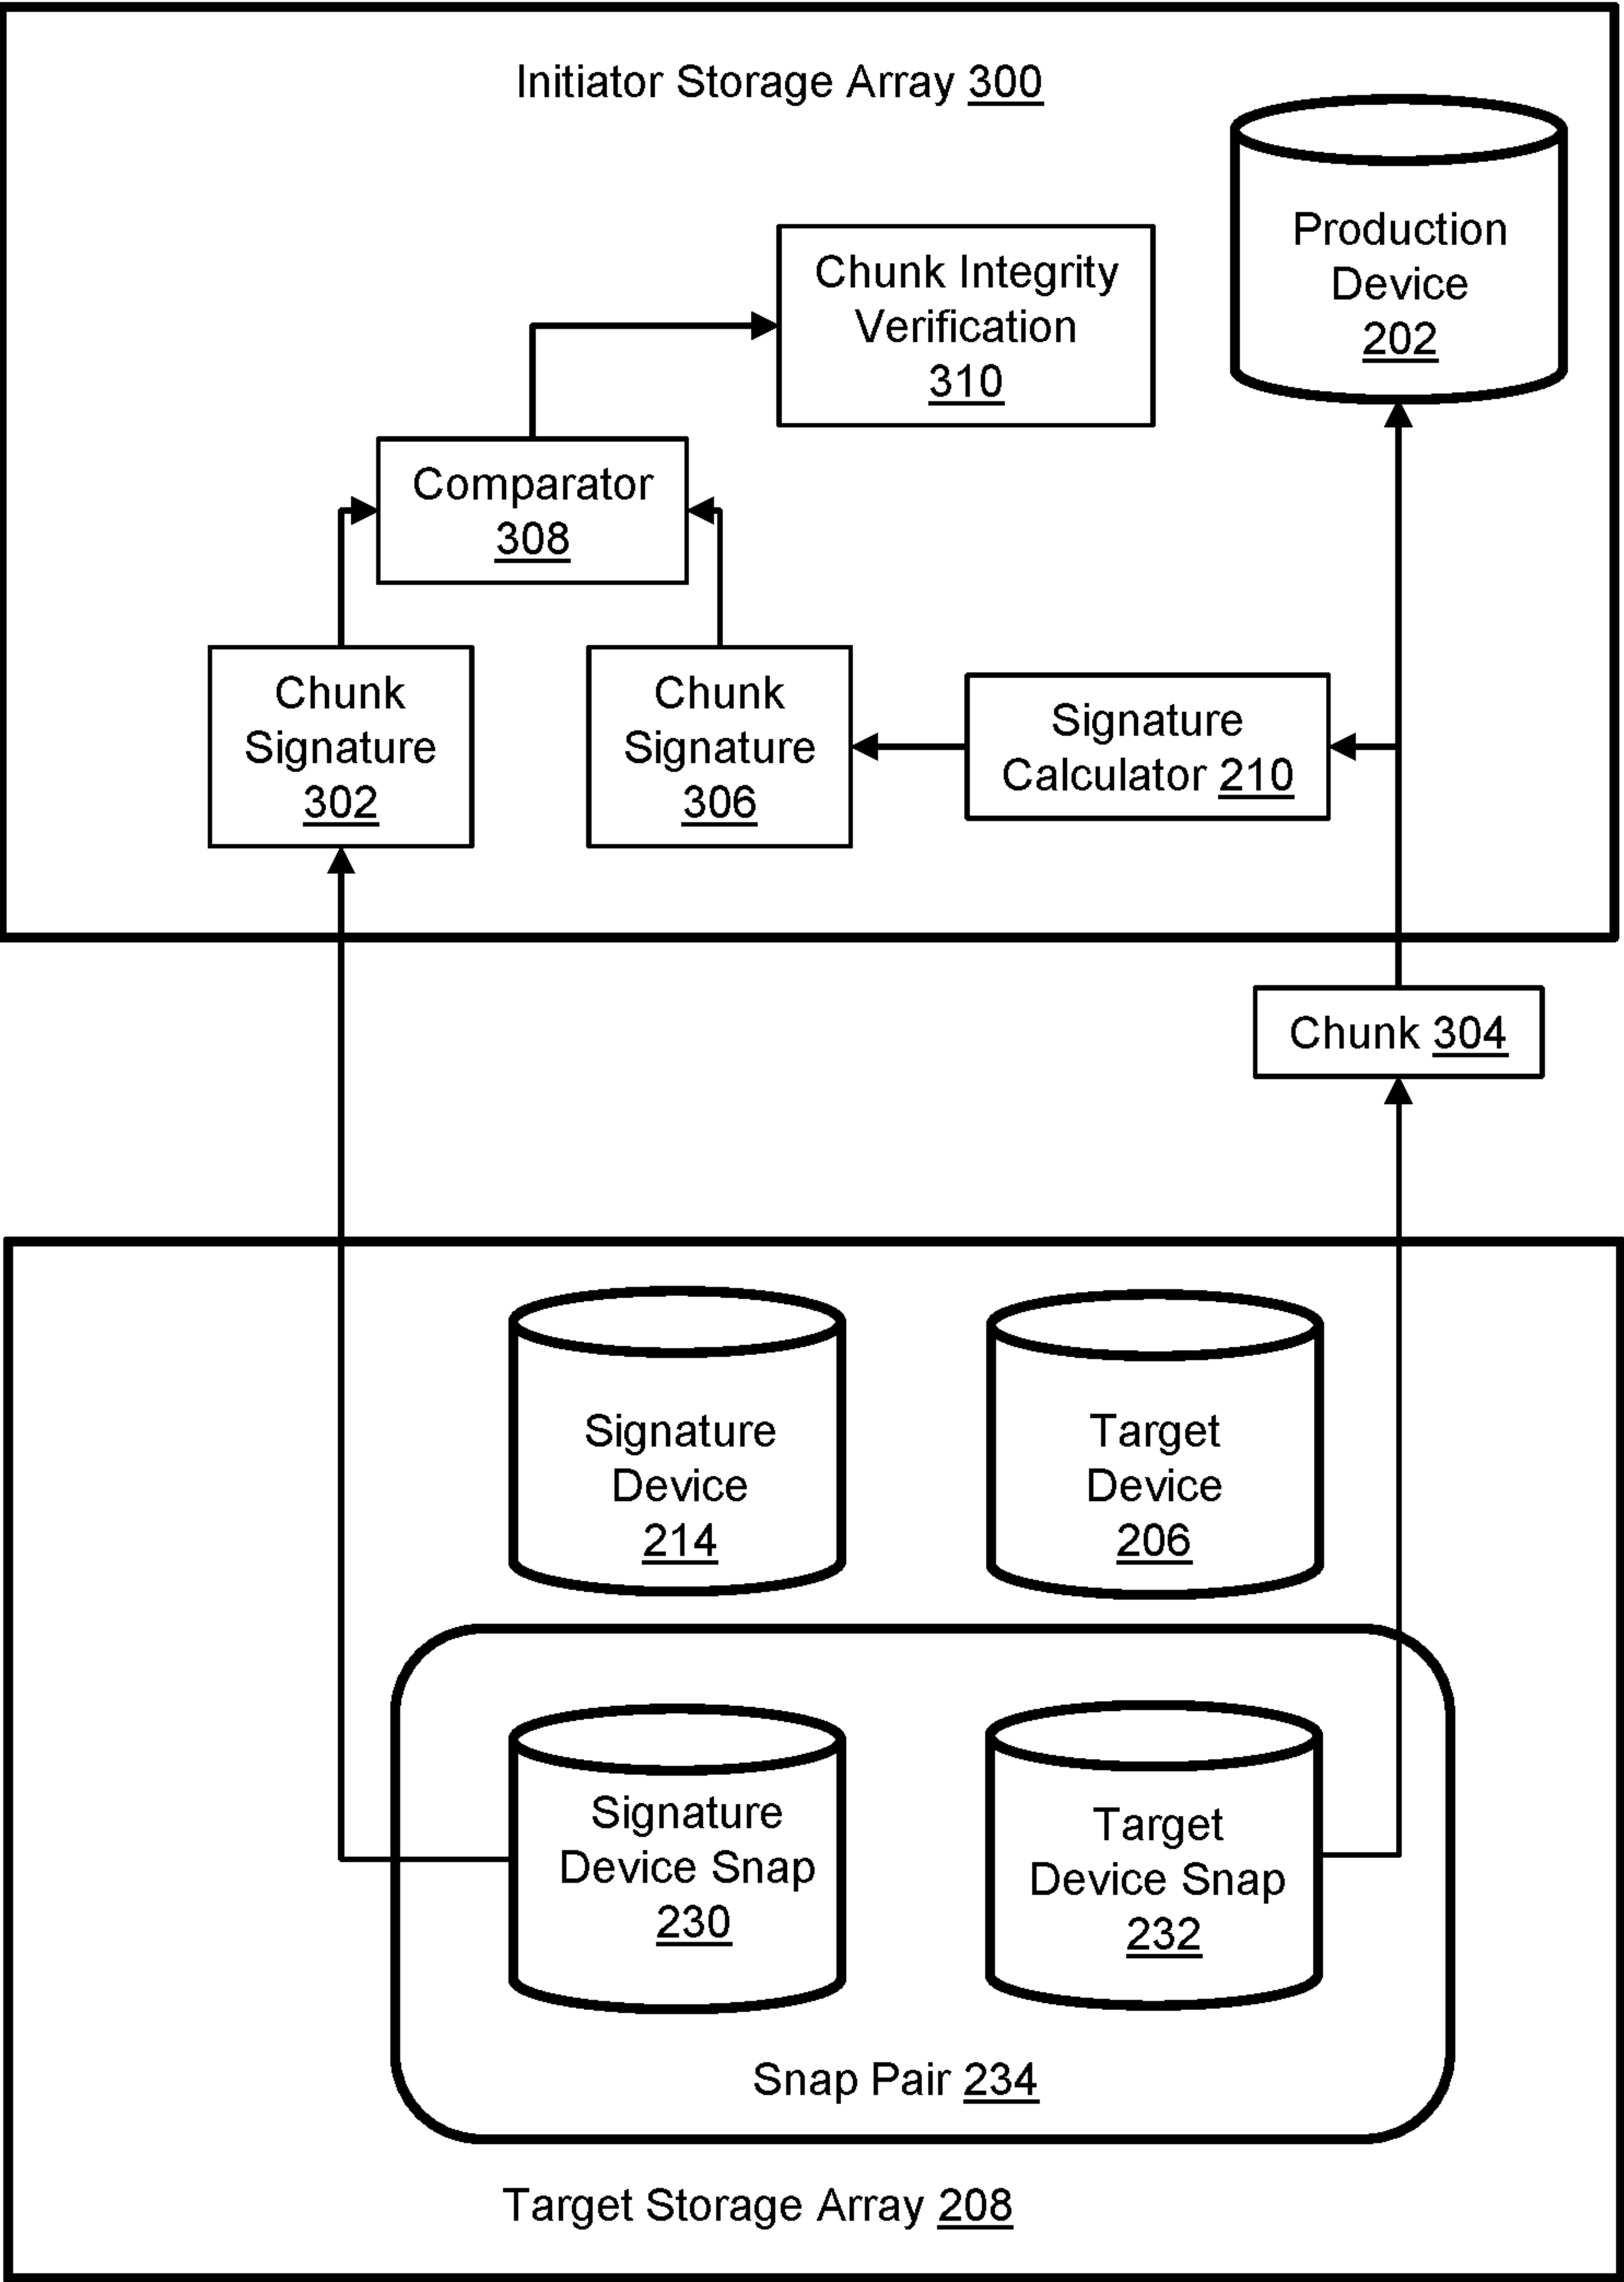 Initiator Storage Array 300
Production
Device
202
Chunk Integrity
Verification
310
Comparator
308
Chunk
Signature
302
Chunk
Signature
306
Signature
Calculator 210
Chunk 304
Signature
Device
214
Target
Device
206
Signature
Device Snap
230
Target
Device Snap
232
Snap Pair 234
Target Storage Array 208